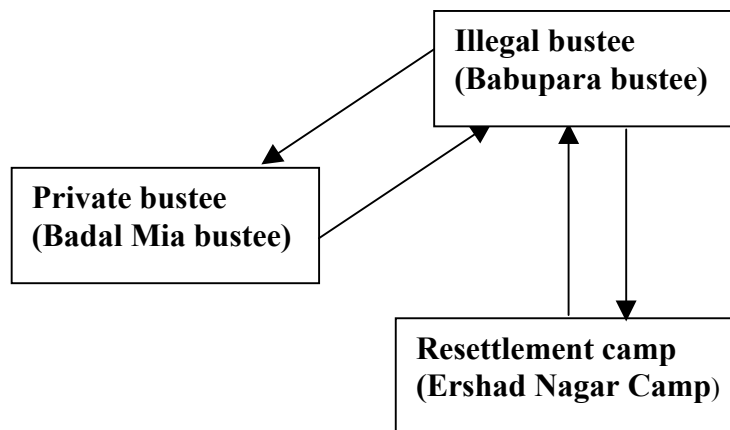 Illegal bustee
(Babupara bustee)
Private bustee
(Badal Mia bustee)
Resettlement camp
(Ershad Nagar Camp)